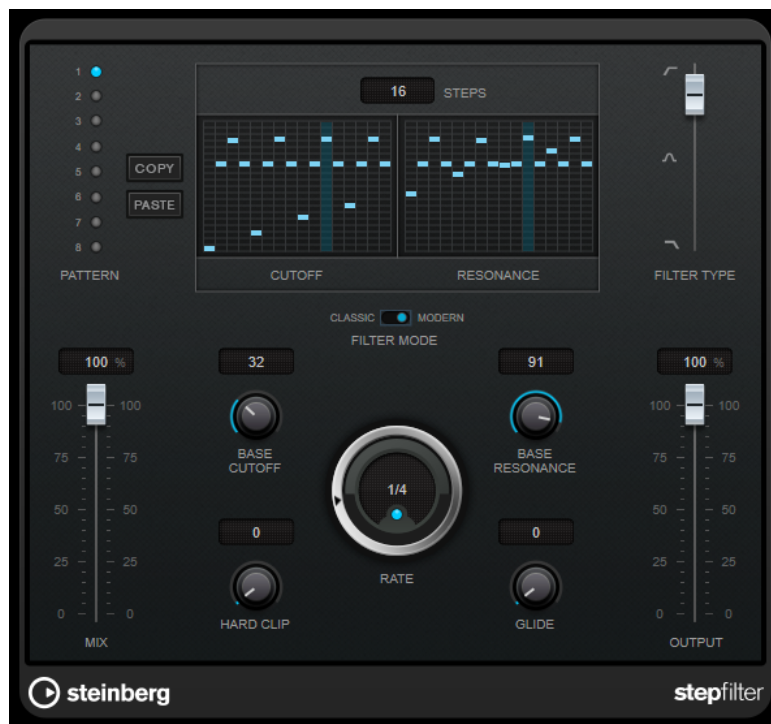 1
2
3
4
5
6
7
8
PATTERN
COPY
PASTE
16 STEPS
CUTOFF
RESONANCE
FILTER TYPE
CLASSIC MODERN
FILTER MODE
100 %
32
91
100 %
100 100
75 75
50 50
25 25
0 0
MIX
BASE
CUTOFF
0
HARD CLIP
1/4
RATE
BASE
RESONANCE
0
GLIDE
100 100
75 75
50 50
25 25
0 0
OUTPUT
steinberg
stepfilter